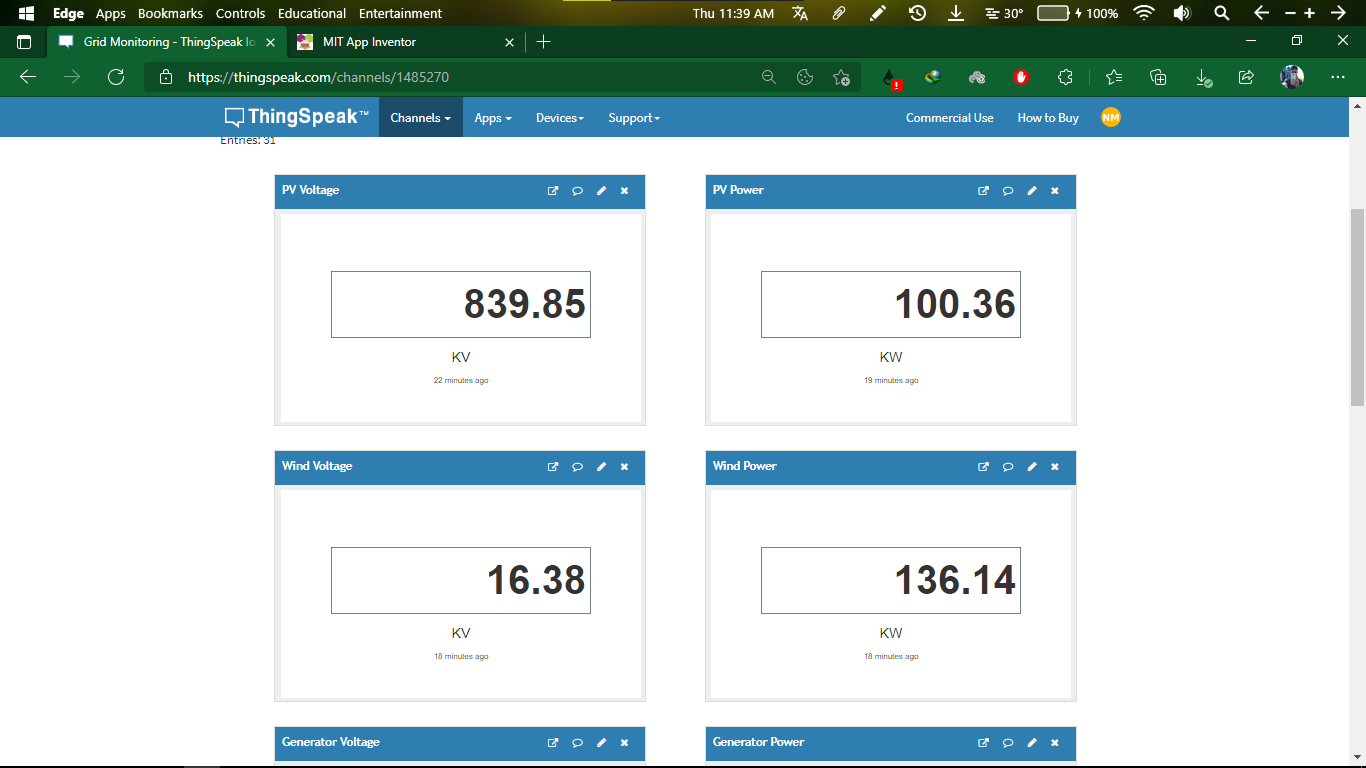 Edge Apps Bookmarks Controls Educational Entertainment Thu 11:39 AM 30° 100%
Grid Monitoring - ThingSpeak Io MIT App Inventor
https://thingspeak.com/channels/1485270
ThingSpeak™ Channels Apps Devices Support Commercial Use How to Buy NM
Entries: 31
PV Voltage
839.85
KV
22 minutes ago
PV Power
100.36
KW
19 minutes ago
Wind Voltage
16.38
KV
18 minutes ago
Wind Power
136.14
KW
18 minutes ago
Generator Voltage
Generator Power